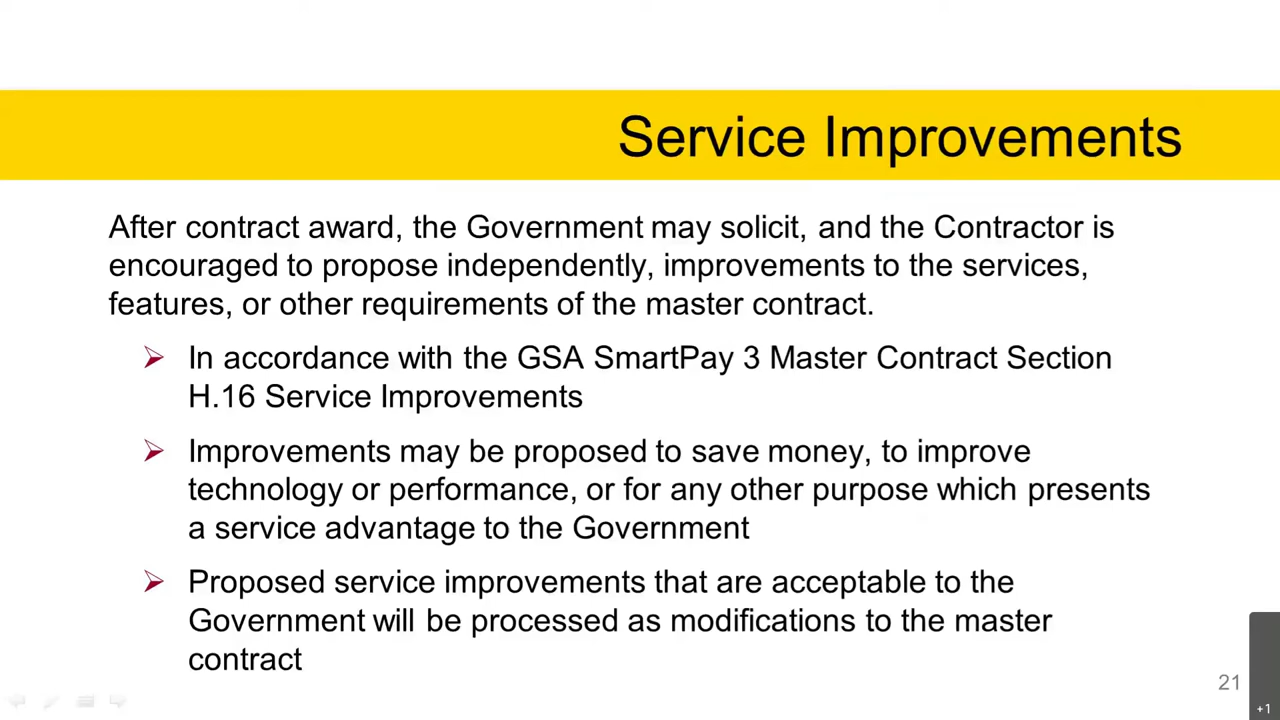 Service Improvements
After contract award, the Government may solicit, and the Contractor is
encouraged to propose independently, improvements to the services,
features, or other requirements of the master contract.
In accordance with the GSA SmartPay 3 Master Contract Section
H.16 Service Improvements
Improvements may be proposed to save money, to improve
technology or performance, or for any other purpose which presents
a service advantage to the Government
Proposed service improvements that are acceptable to the
Government will be processed as modifications to the master
contract
21
+1